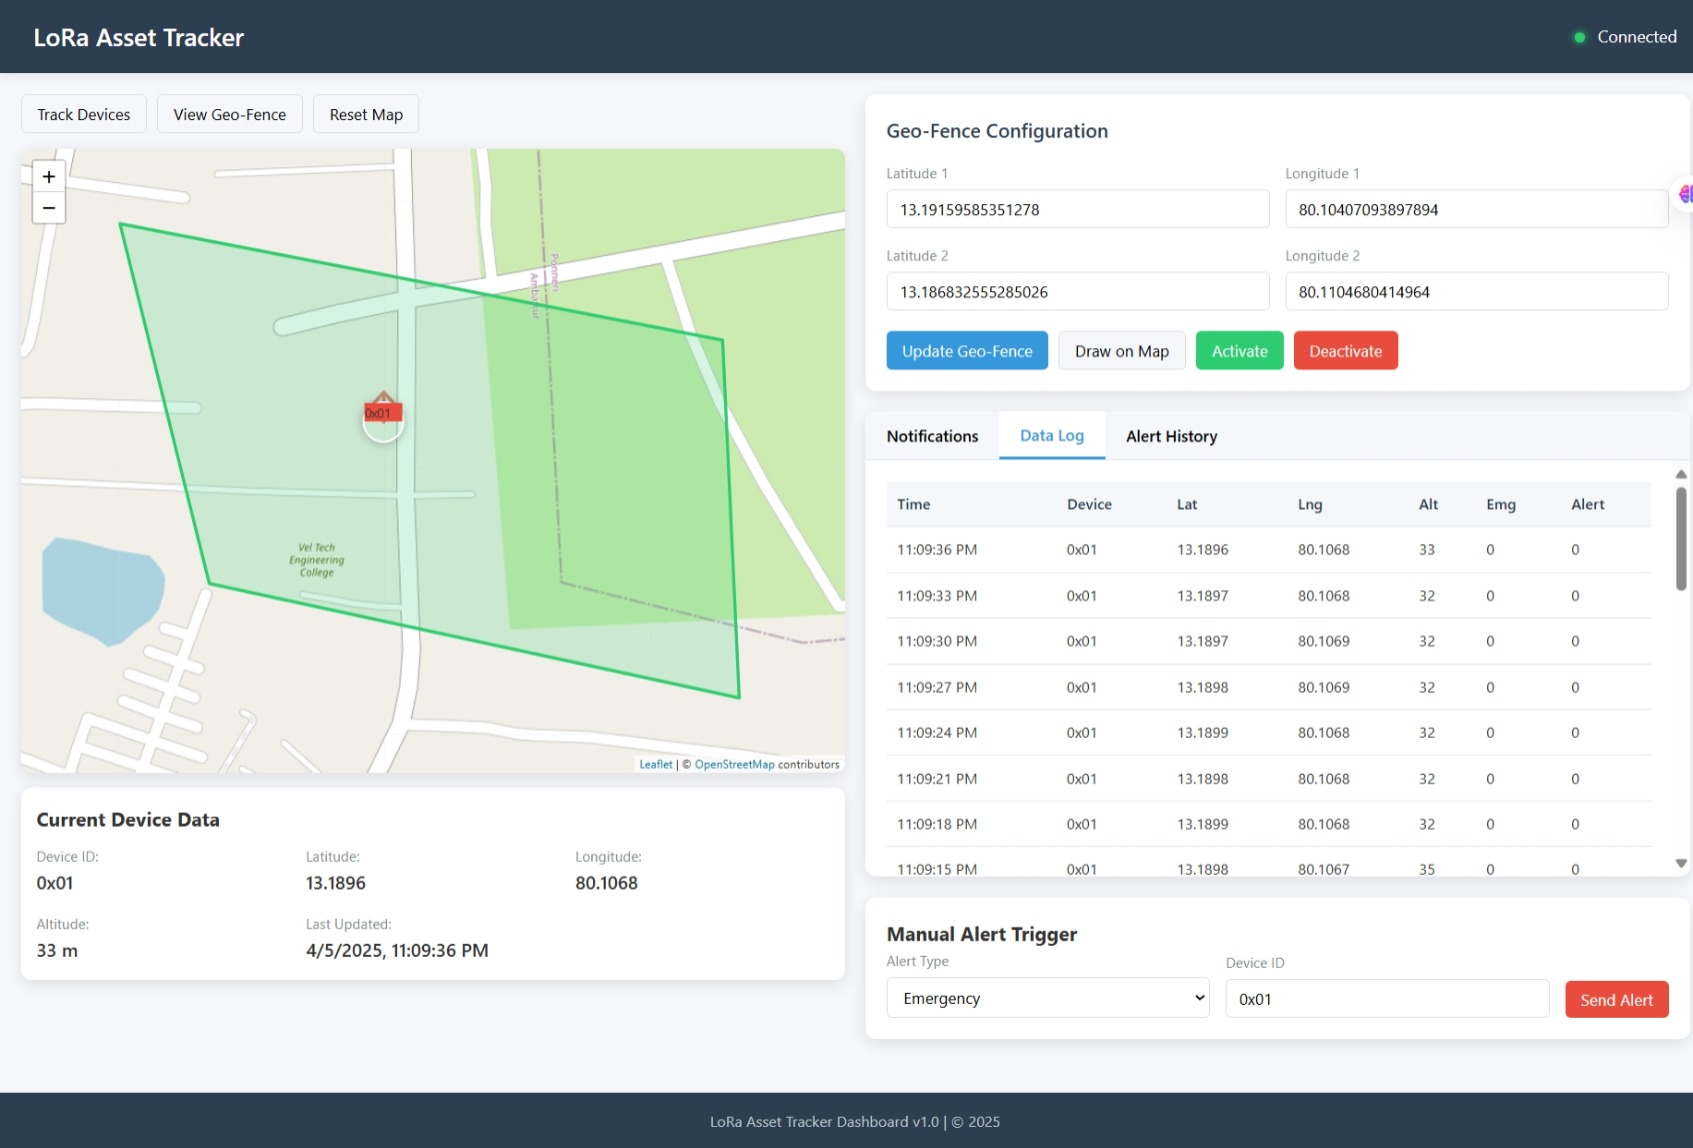 LoRa Asset Tracker
Connected
Track Devices
View Geo-Fence
Reset Map
+
−
Ponneri
Ambattur
0x01
Vel Tech
Engineering
College
Leaflet | © OpenStreetMap contributors
Current Device Data
Device ID:
Latitude:
Longitude:
0x01
13.1896
80.1068
Altitude:
Last Updated:
33 m
4/5/2025, 11:09:36 PM
Geo-Fence Configuration
Latitude 1
Longitude 1
13.19159585351278
80.10407093897894
Latitude 2
Longitude 2
13.186832555285026
80.1104680414964
Update Geo-Fence
Draw on Map
Activate
Deactivate
Notifications
Data Log
Alert History
Time Device Lat Lng Alt Emg Alert
11:09:36 PM 0x01 13.1896 80.1068 33 0 0
11:09:33 PM 0x01 13.1897 80.1068 32 0 0
11:09:30 PM 0x01 13.1897 80.1069 32 0 0
11:09:27 PM 0x01 13.1898 80.1069 32 0 0
11:09:24 PM 0x01 13.1899 80.1068 32 0 0
11:09:21 PM 0x01 13.1898 80.1068 32 0 0
11:09:18 PM 0x01 13.1899 80.1068 32 0 0
11:09:15 PM 0x01 13.1898 80.1067 35 0 0
Manual Alert Trigger
Alert Type
Device ID
Emergency
0x01
Send Alert
LoRa Asset Tracker Dashboard v1.0 | © 2025